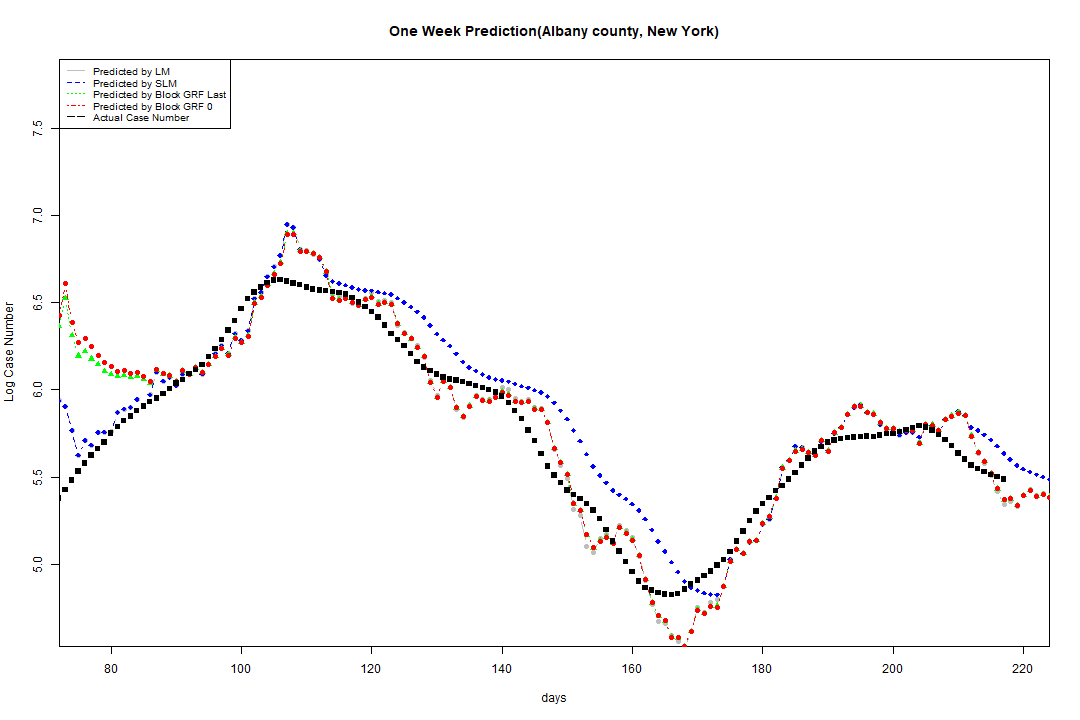 One Week Prediction(Albany county, New York)
Predicted by LM
Predicted by SLM
Predicted by Block GRF Last
Predicted by Block GRF 0
Actual Case Number
7.5
7.0
6.5
6.0
5.5
5.0
Log Case Number
80 100 120 140 160 180 200 220
days